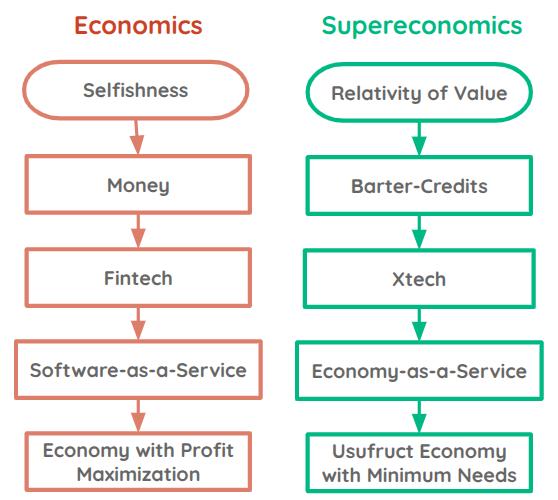 Economics
Selfishness
Money
Fintech
Software-as-a-Service
Economy with Profit
Maximization
Supereconomics
Relativity of Value
Barter-Credits
Xtech
Economy-as-a-Service
Usufruct Economy
with Minimum Needs